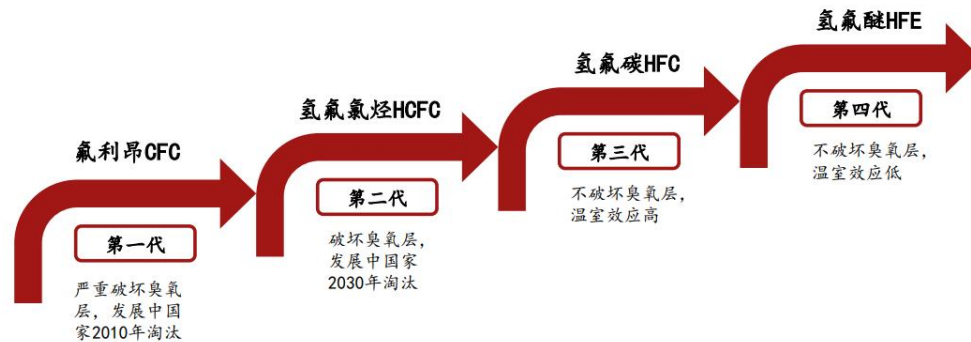 氟利昂CFC
第一代
严重破坏臭氧
层，发展中国
家2010年淘汰
氢氟氯烃HCFC
第二代
破坏臭氧层，
发展中国家
2030年淘汰
氢氟碳HFC
第三代
不破坏臭氧层，
温室效应高
氢氟醚HFE
第四代
不破坏臭氧层，
温室效应低